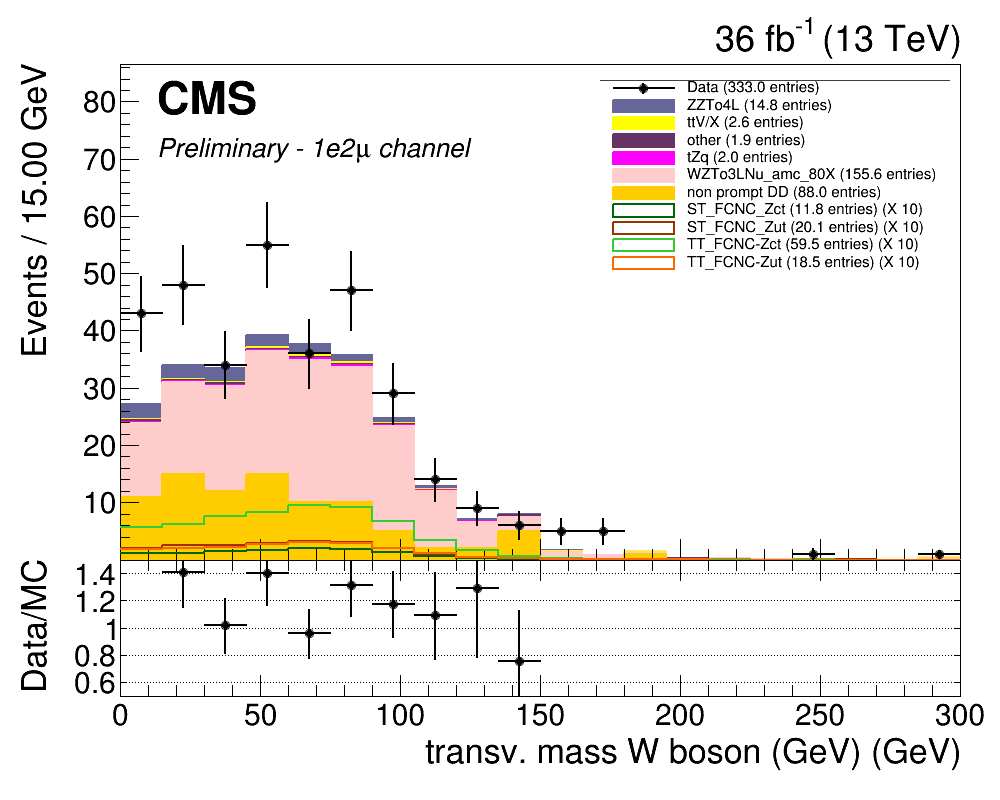 36 fb-1 (13 TeV)
CMS
Preliminary - 1e2μ channel
Data (333.0 entries)
ZZTo4L (14.8 entries)
ttV/X (2.6 entries)
other (1.9 entries)
tZq (2.0 entries)
WZTo3LNu_amc_80X (155.6 entries)
non prompt DD (88.0 entries)
ST_FCNC_Zct (11.8 entries) (X 10)
ST_FCNC_Zut (20.1 entries) (X 10)
TT_FCNC-Zct (59.5 entries) (X 10)
TT_FCNC-Zut (18.5 entries) (X 10)
Events / 15.00 GeV
80
70
60
50
40
30
20
10
Data/MC
1.4
1.2
1
0.8
0.6
0 50 100 150 200 250 300
transv. mass W boson (GeV) (GeV)